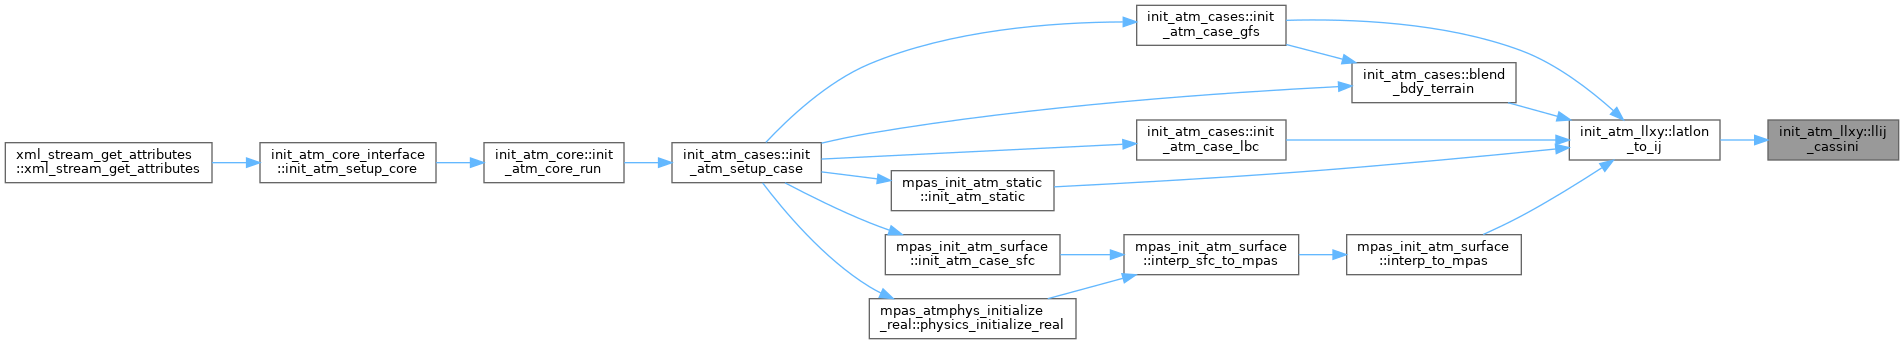 init_atm_cases::init
_atm_case_gfs
init_atm_cases::blend
_bdy_terrain
init_atm_llxy::latlon
_to_ij
init_atm_llxy::llij
_cassini
init_atm_cases::init
_atm_case_lbc
xml_stream_get_attributes
::xml_stream_get_attributes
init_atm_core_interface
::init_atm_setup_core
init_atm_core::init
_atm_core_run
init_atm_cases::init
_atm_setup_case
mpas_init_atm_static
::init_atm_static
mpas_init_atm_surface
::init_atm_case_sfc
mpas_init_atm_surface
::interp_sfc_to_mpas
mpas_init_atm_surface
::interp_to_mpas
mpas_atmphys_initialize
_real::physics_initialize_real